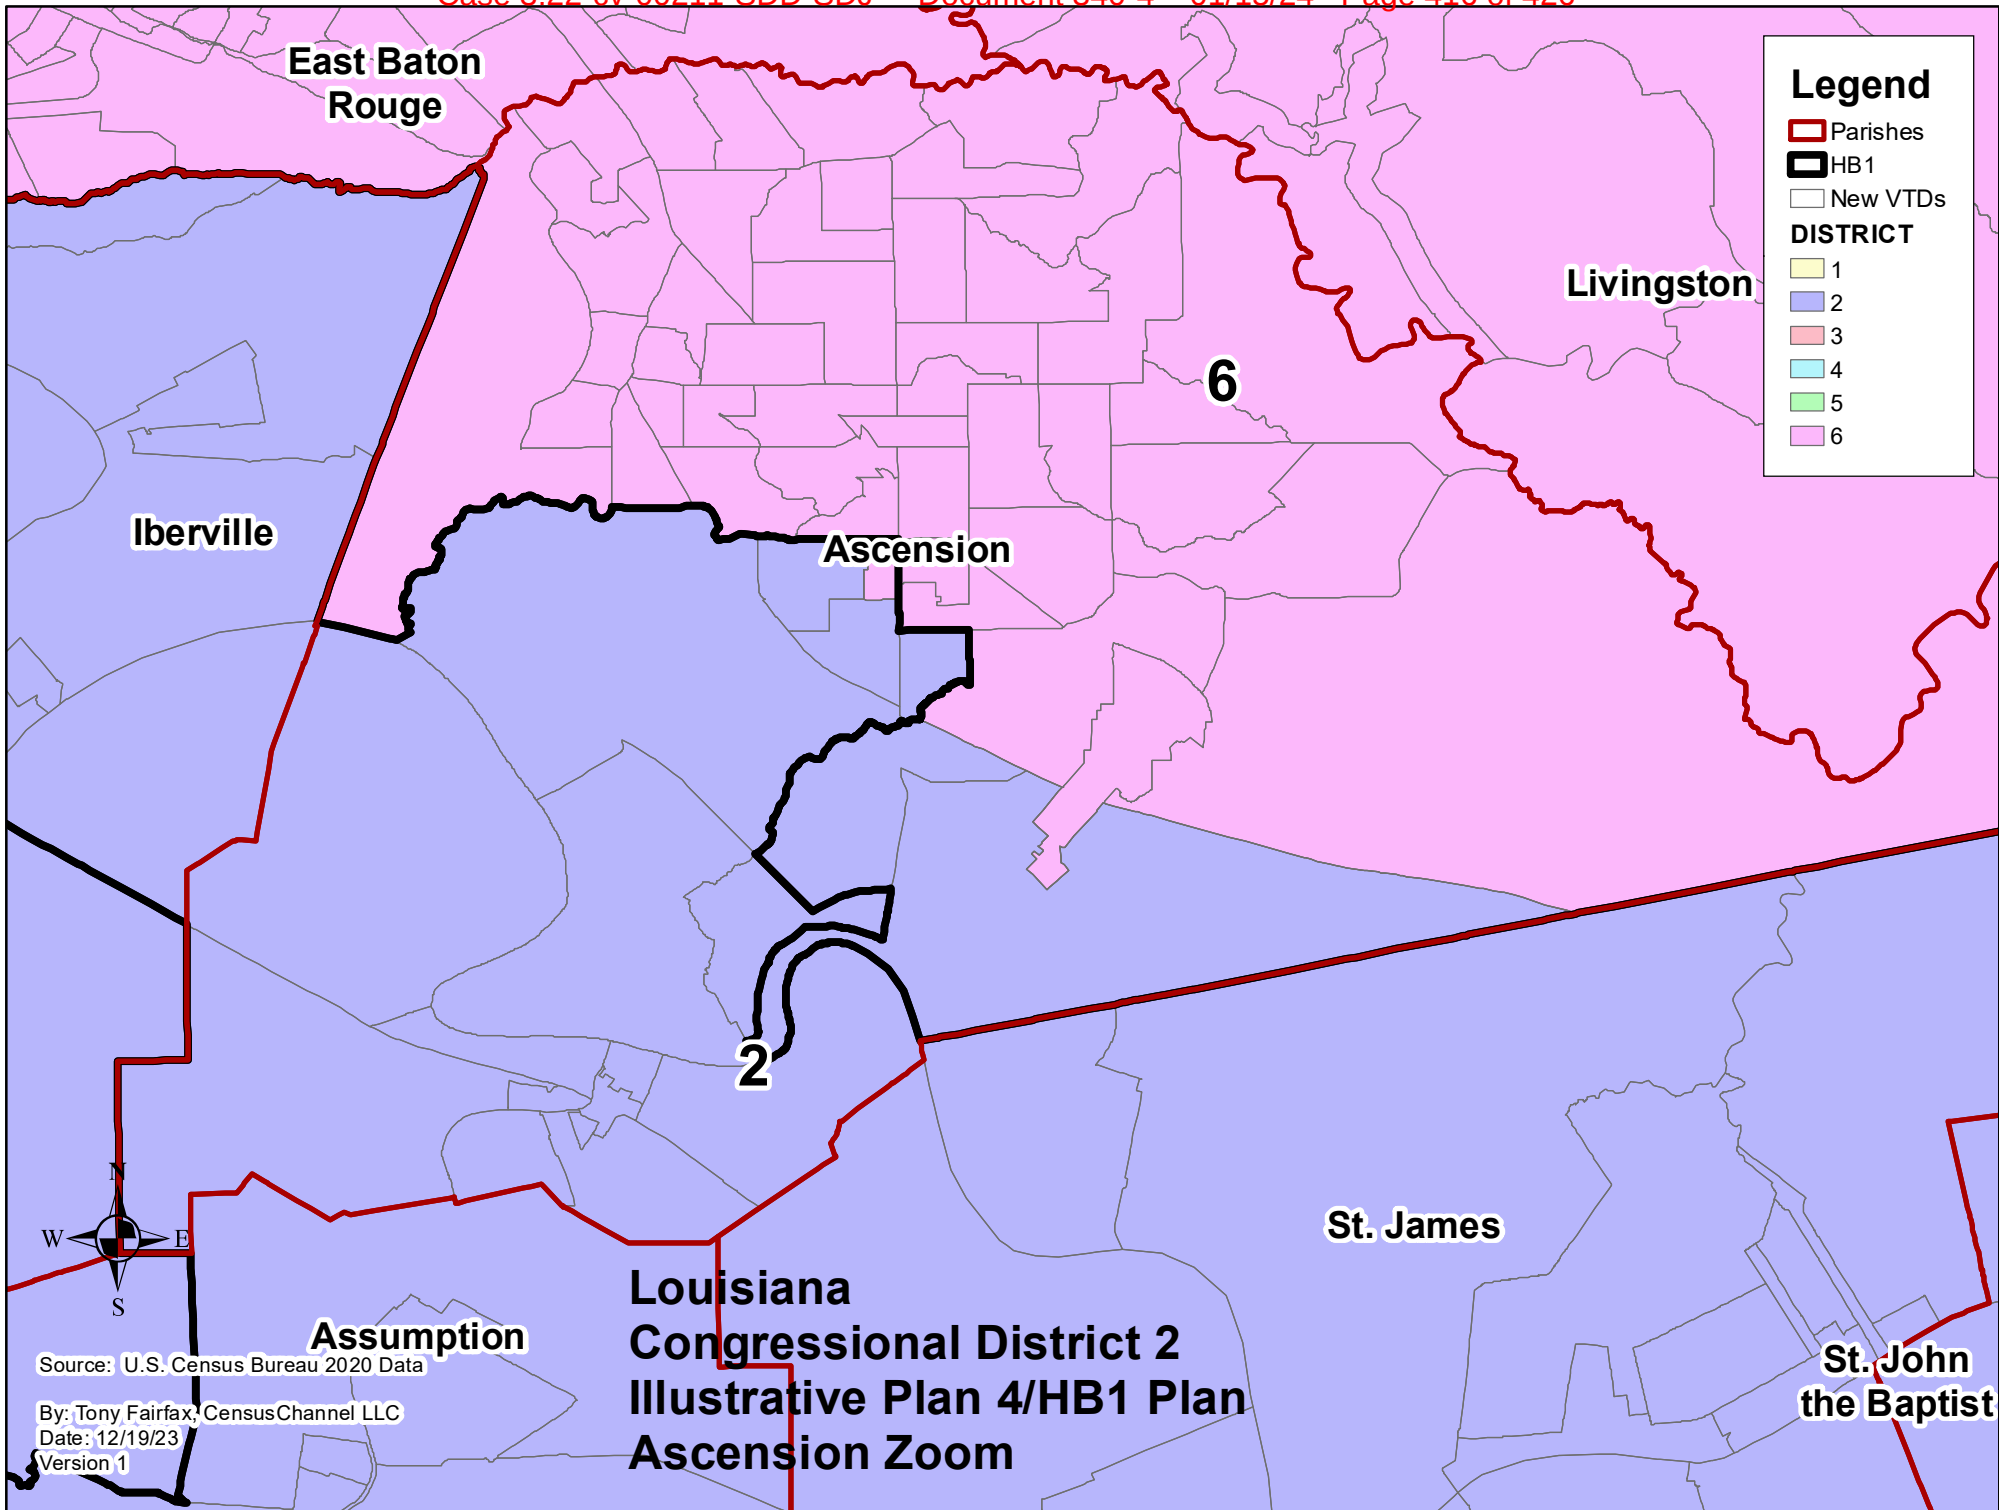 East Baton
Rouge
Legend
Parishes
HB1
New VTDs
DISTRICT
1
2
3
4
5
6
Livingston
6
Iberville
Ascension
2
N
W
E
S
St. James
Louisiana
Congressional District 2
Illustrative Plan 4/HB1 Plan
Ascension Zoom
Assumption
Source: U.S. Census Bureau 2020 Data
By: Tony Fairfax, CensusChannel LLC
Date: 12/19/23
Version 1
St. John
the Baptist